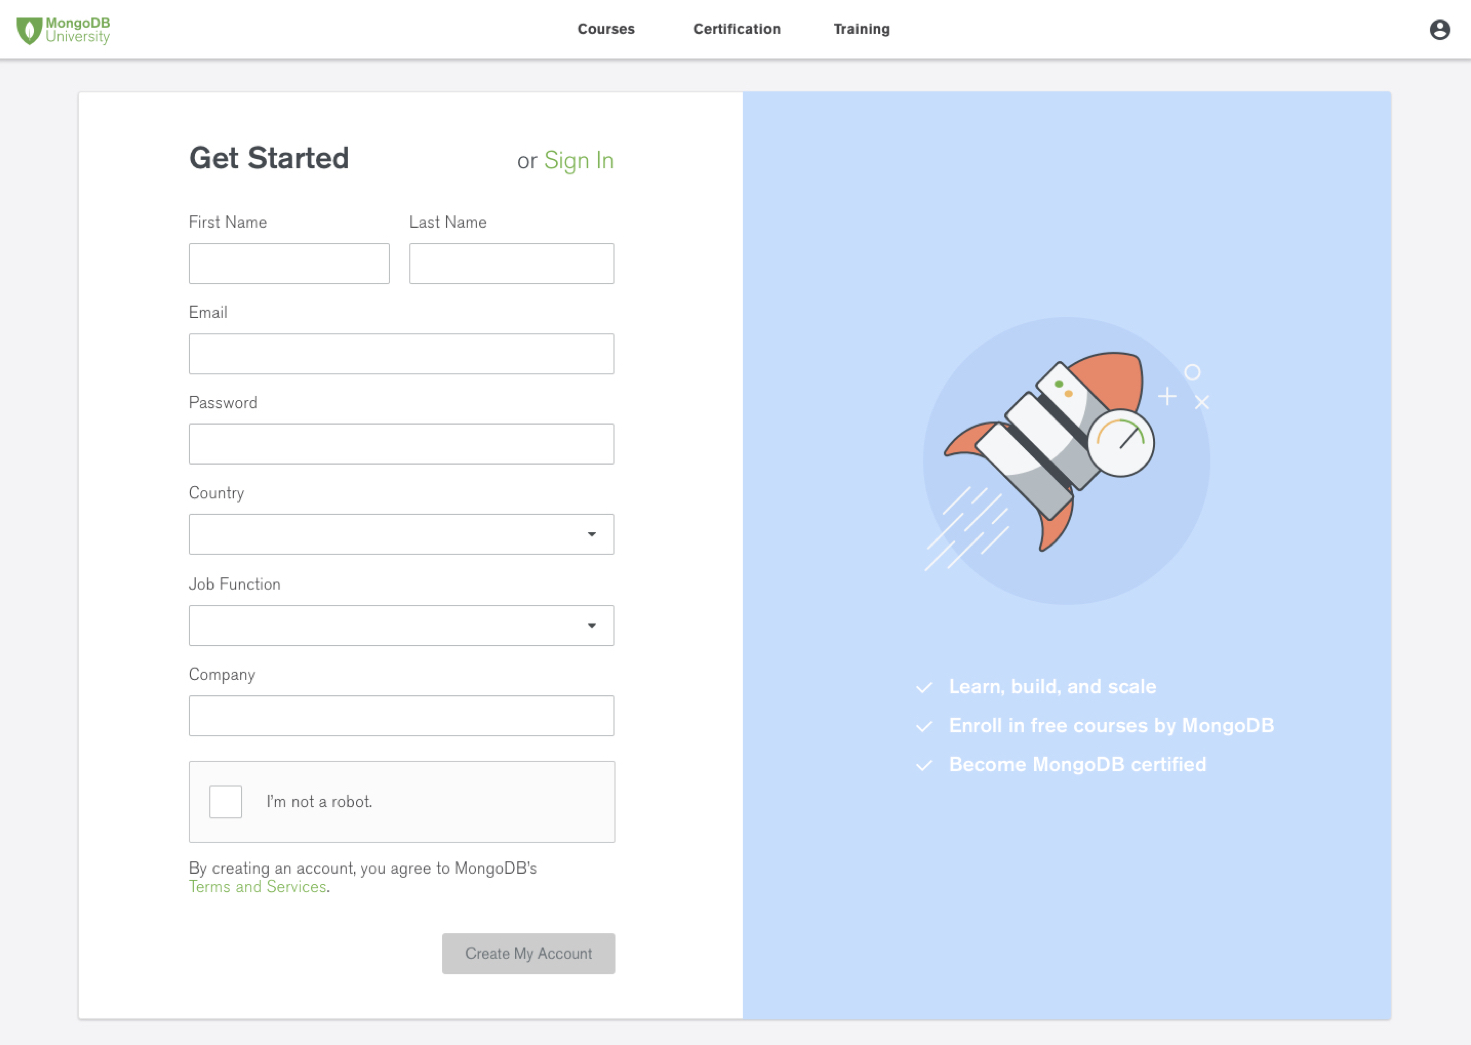 MongoDB
University
Courses
Certification
Training
Get Started
or Sign In
First Name
Last Name
Email
Password
Country
Job Function
Company
I'm not a robot.
By creating an account, you agree to MongoDB's
Terms and Services.
Create My Account
Learn, build, and scale
Enroll in free courses by MongoDB
Become MongoDB certified